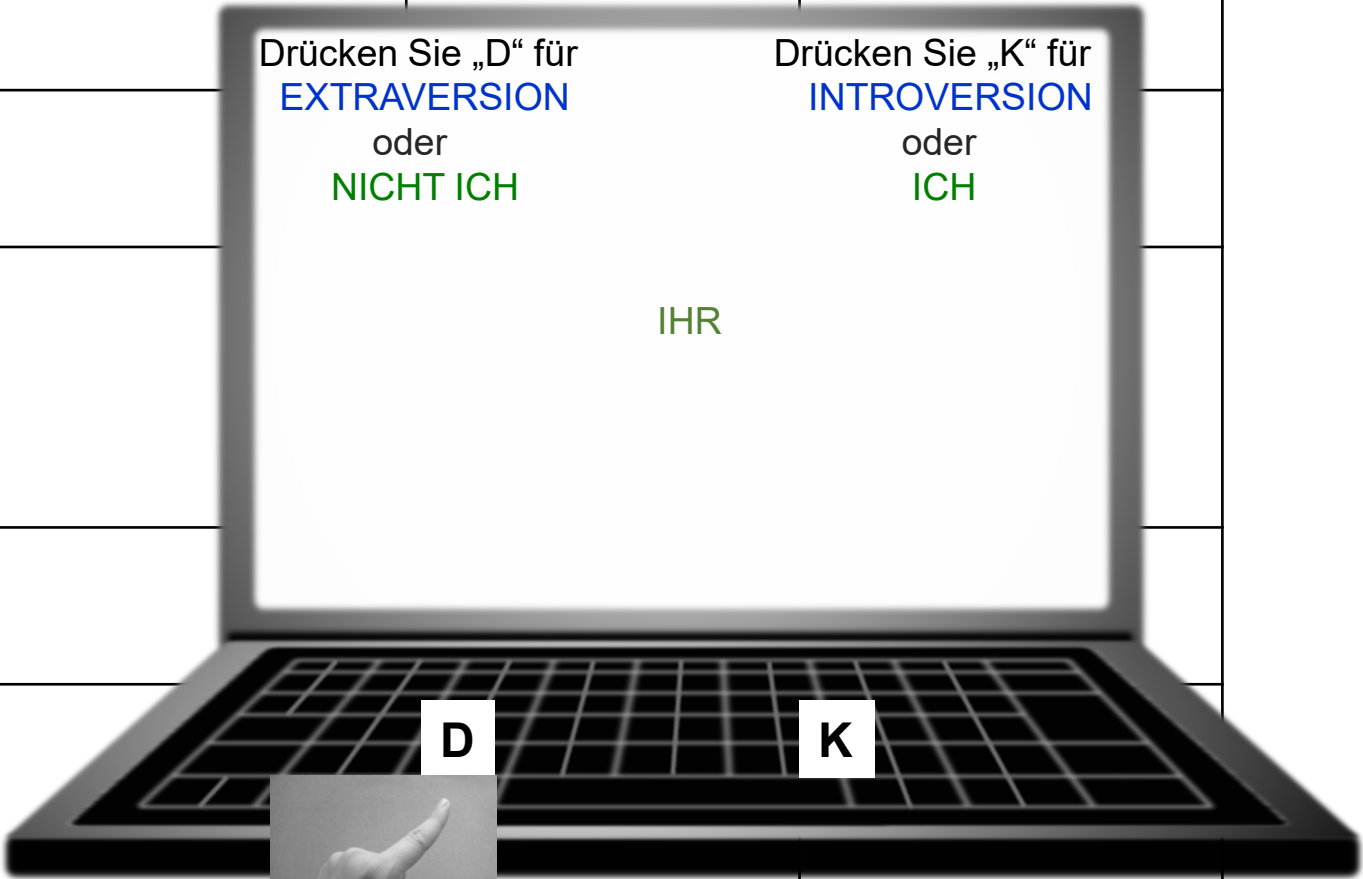 Drücken Sie „D“ für
EXTRAVERSION
oder
NICHT ICH
Drücken Sie „K“ für
INTROVERSION
oder
ICH
IHR
D
K